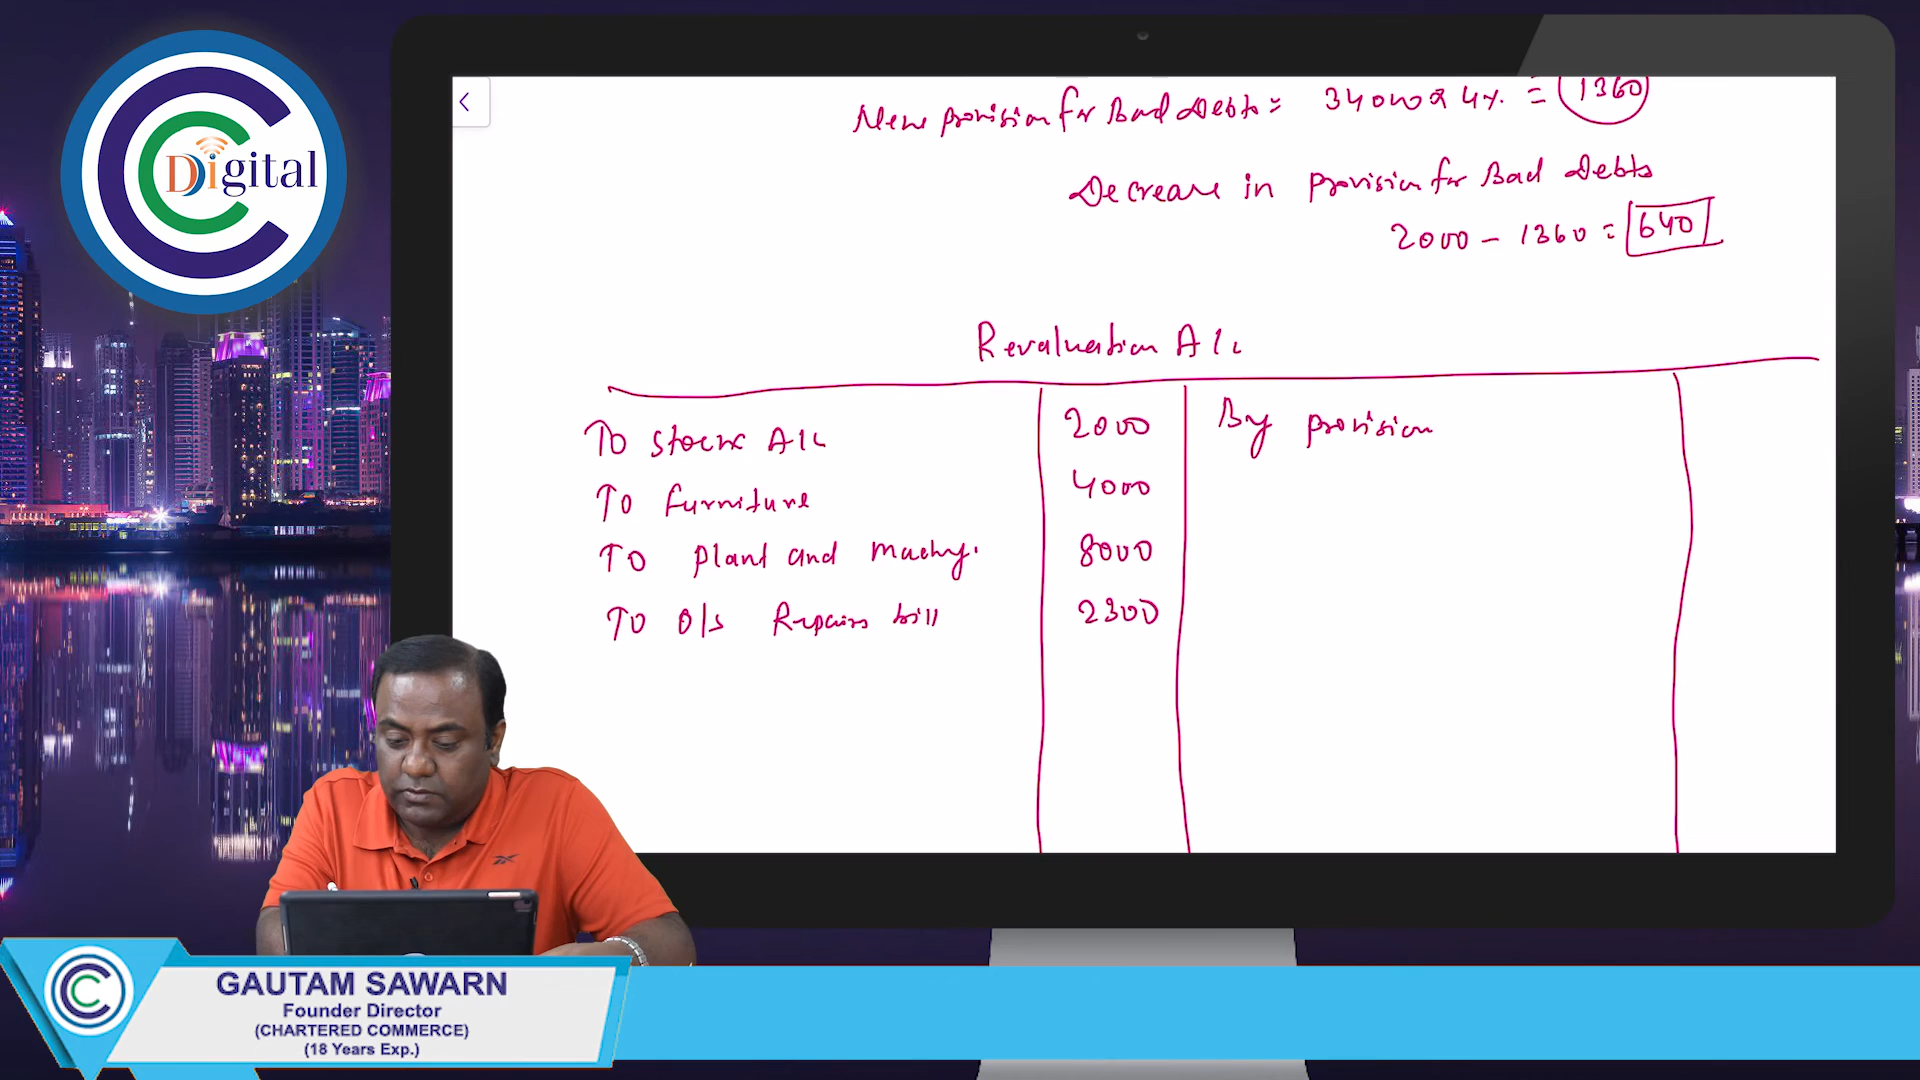 Digital
New provision for Bad Debts = 34000 x 4% = 1360
Decrease in provision for Bad Debts
2000 - 1360 = 640
Revaluation A/c
To Stock A/c 2000 By provision
To furniture 4000
To plant and machy. 8000
To O/s Repairs bill 2300
GAUTAM SAWARN
Founder Director
(CHARTERED COMMERCE)
(18 Years Exp.)